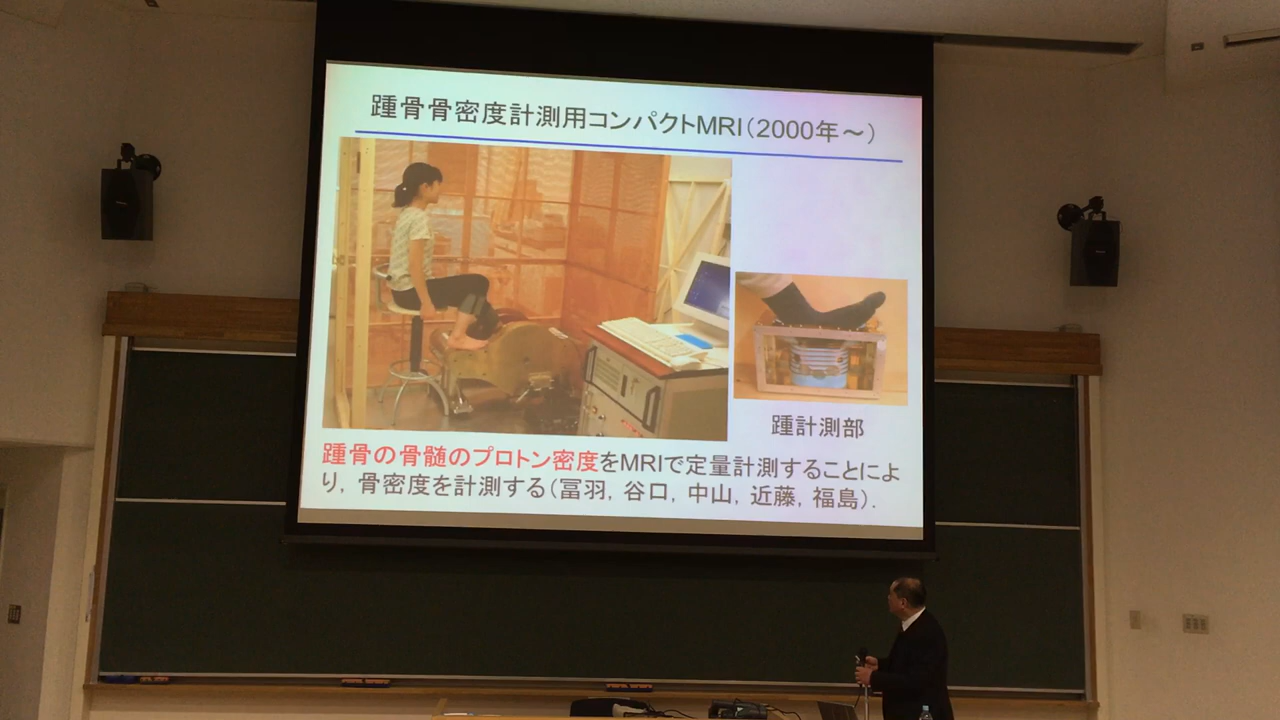 踵骨骨密度計測用コンパクトMRI（2000年～）
踵計測部
踵骨の骨髄のプロトン密度をMRIで定量計測することによ
り，骨密度を計測する（冨羽，谷口，中山，近藤，福島）．